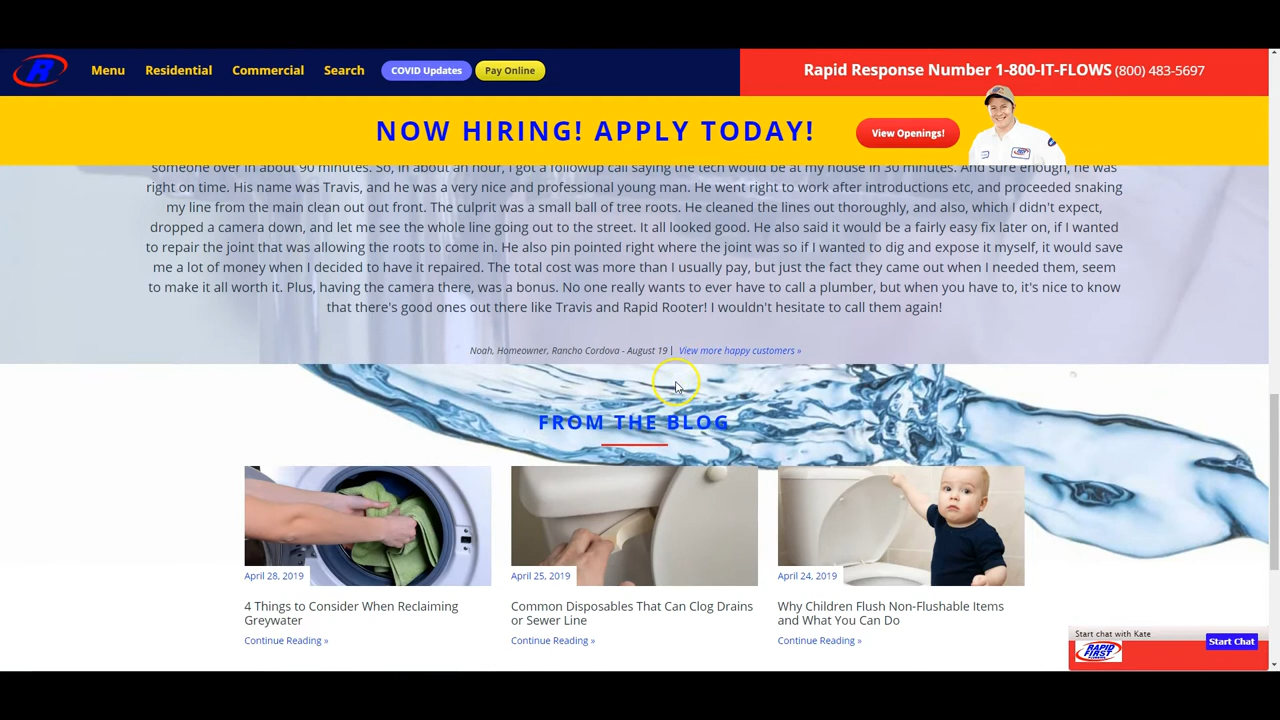 Menu Residential Commercial Search COVID Updates Pay Online Rapid Response Number 1-800-IT-FLOWS (800) 483-5697
NOW HIRING! APPLY TODAY! View Openings!
someone over in about 90 minutes. So, in about an hour, I got a followup call saying the tech would be at my house in 30 minutes. And sure enough, he was
right on time. His name was Travis, and he was a very nice and professional young man. He went right to work after introductions etc, and proceeded snaking
my line from the main clean out out front. The culprit was a small ball of tree roots. He cleaned the lines out thoroughly, and also, which I didn't expect,
dropped a camera down, and let me see the whole line going out to the street. It all looked good. He also said it would be a fairly easy fix later on, if I wanted
to repair the joint that was allowing the roots to come in. He also pin pointed right where the joint was so if I wanted to dig and expose it myself, it would save
me a lot of money when I decided to have it repaired. The total cost was more than I usually pay, but just the fact they came out when I needed them, seem
to make it all worth it. Plus, having the camera there, was a bonus. No one really wants to ever have to call a plumber, but when you have to, it's nice to know
that there's good ones out there like Travis and Rapid Rooter! I wouldn't hesitate to call them again!
Noah, Homeowner, Rancho Cordova - August 19 | View more happy customers »
FROM THE BLOG
April 28, 2019
4 Things to Consider When Reclaiming
Greywater
Continue Reading »
April 25, 2019
Common Disposables That Can Clog Drains
or Sewer Line
Continue Reading »
April 24, 2019
Why Children Flush Non-Flushable Items
and What You Can Do
Continue Reading »
Start chat with Kate
RAPID
FIRST
Start Chat